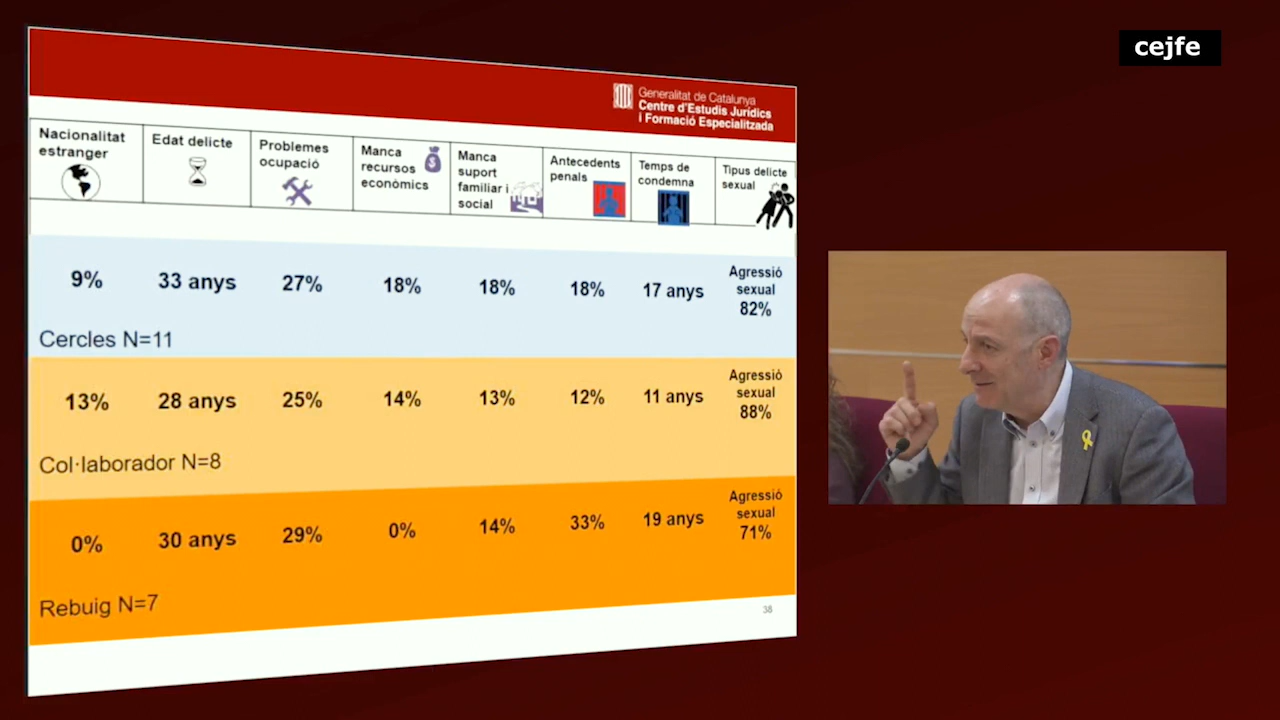 cejfe
Generalitat de Catalunya
Centre d'Estudis Jurídics
i Formació Especialitzada
Nacionalitat
estranger
Edat delicte
Problemes
ocupació
Manca
recursos
econòmics
Manca
suport
familiar i
social
Antecedents
penals
Temps de
condemna
Tipus delicte
sexual
9%
33 anys
27%
18%
18%
18%
17 anys
Agressió
sexual
82%
Cercles N=11
13%
28 anys
25%
14%
13%
12%
11 anys
Agressió
sexual
88%
Col·laborador N=8
0%
30 anys
29%
0%
14%
33%
19 anys
Agressió
sexual
71%
Rebuig N=7
38